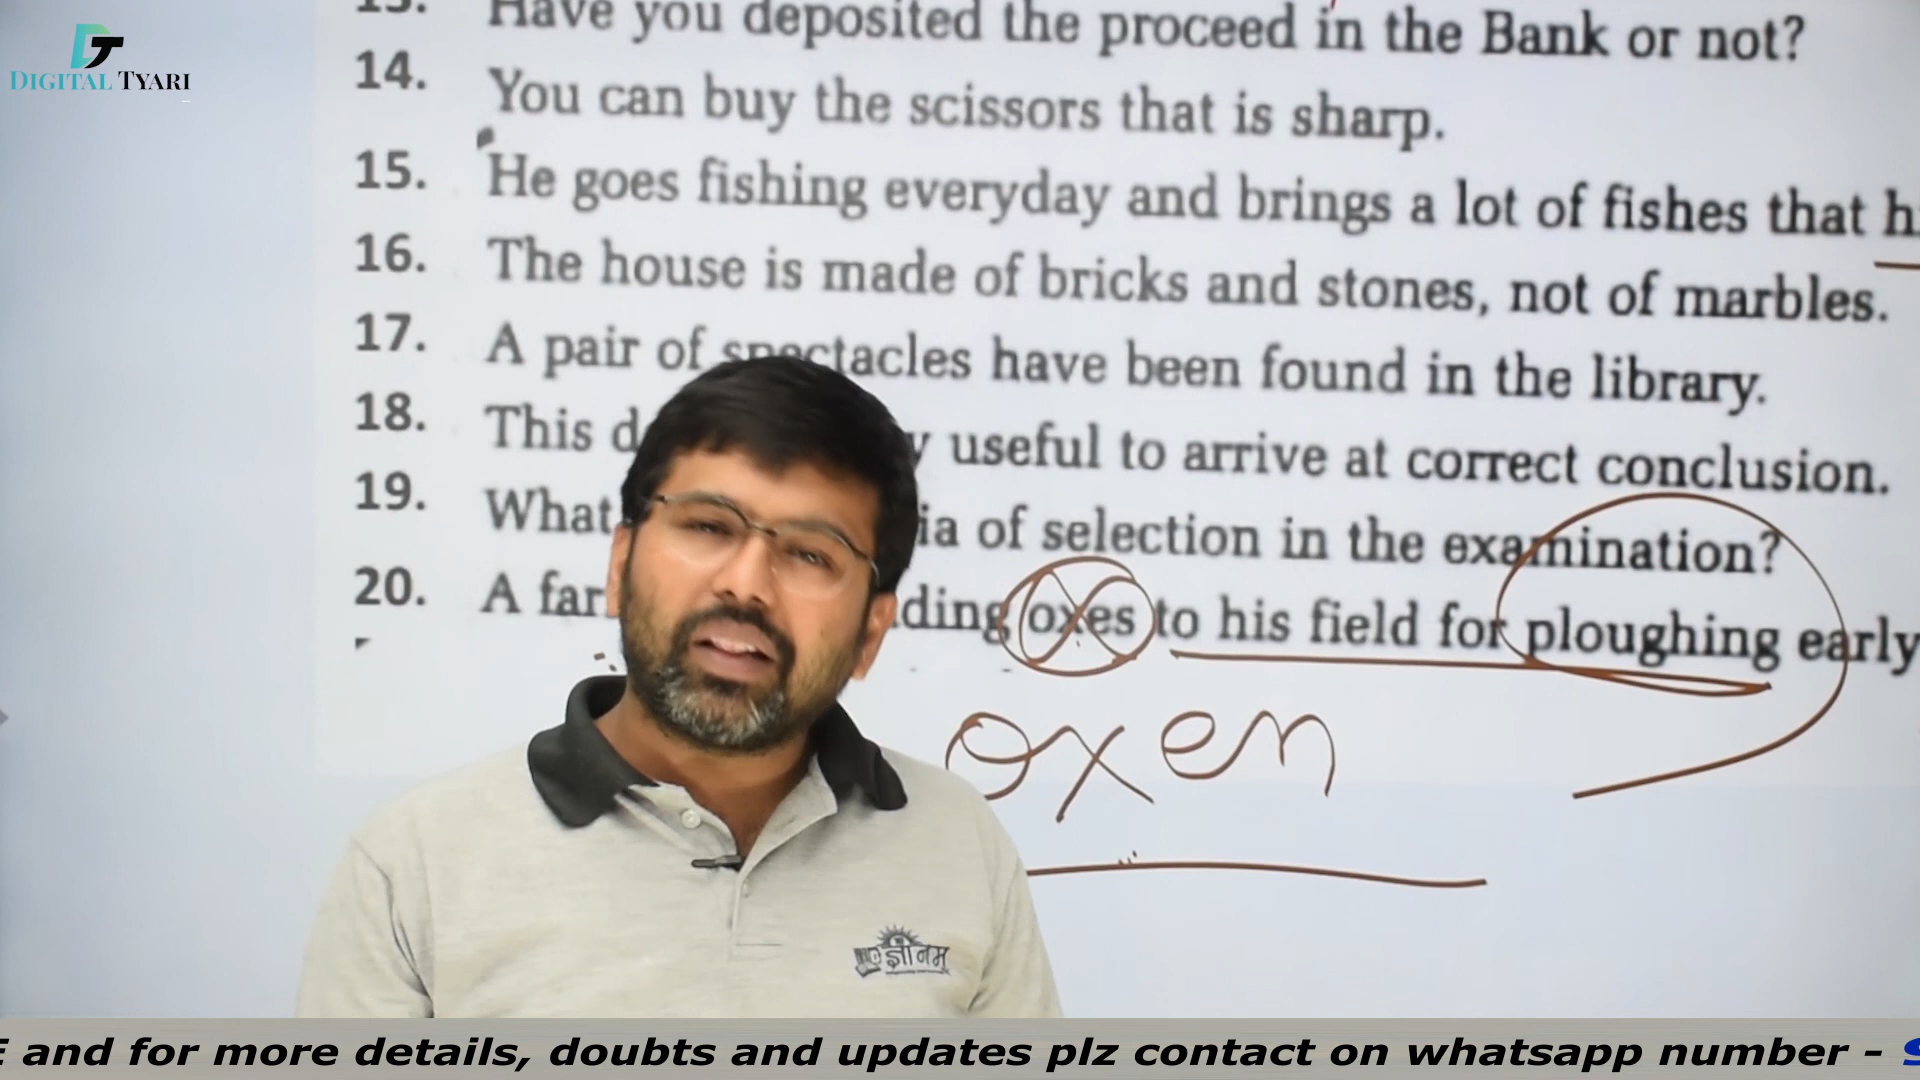 DT
DIGITAL TYARI
13. Have you deposited the proceed in the Bank or not?
14. You can buy the scissors that is sharp.
15. He goes fishing everyday and brings a lot of fishes that
16. The house is made of bricks and stones, not of marbles.
17. A pair of spectacles have been found in the library.
18. This useful to arrive at correct conclusion.
19. What of selection in the examination?
20. A oxes to his field for ploughing early
oxen
ज्ञानम्
and for more details, doubts and updates plz contact on whatsapp number -